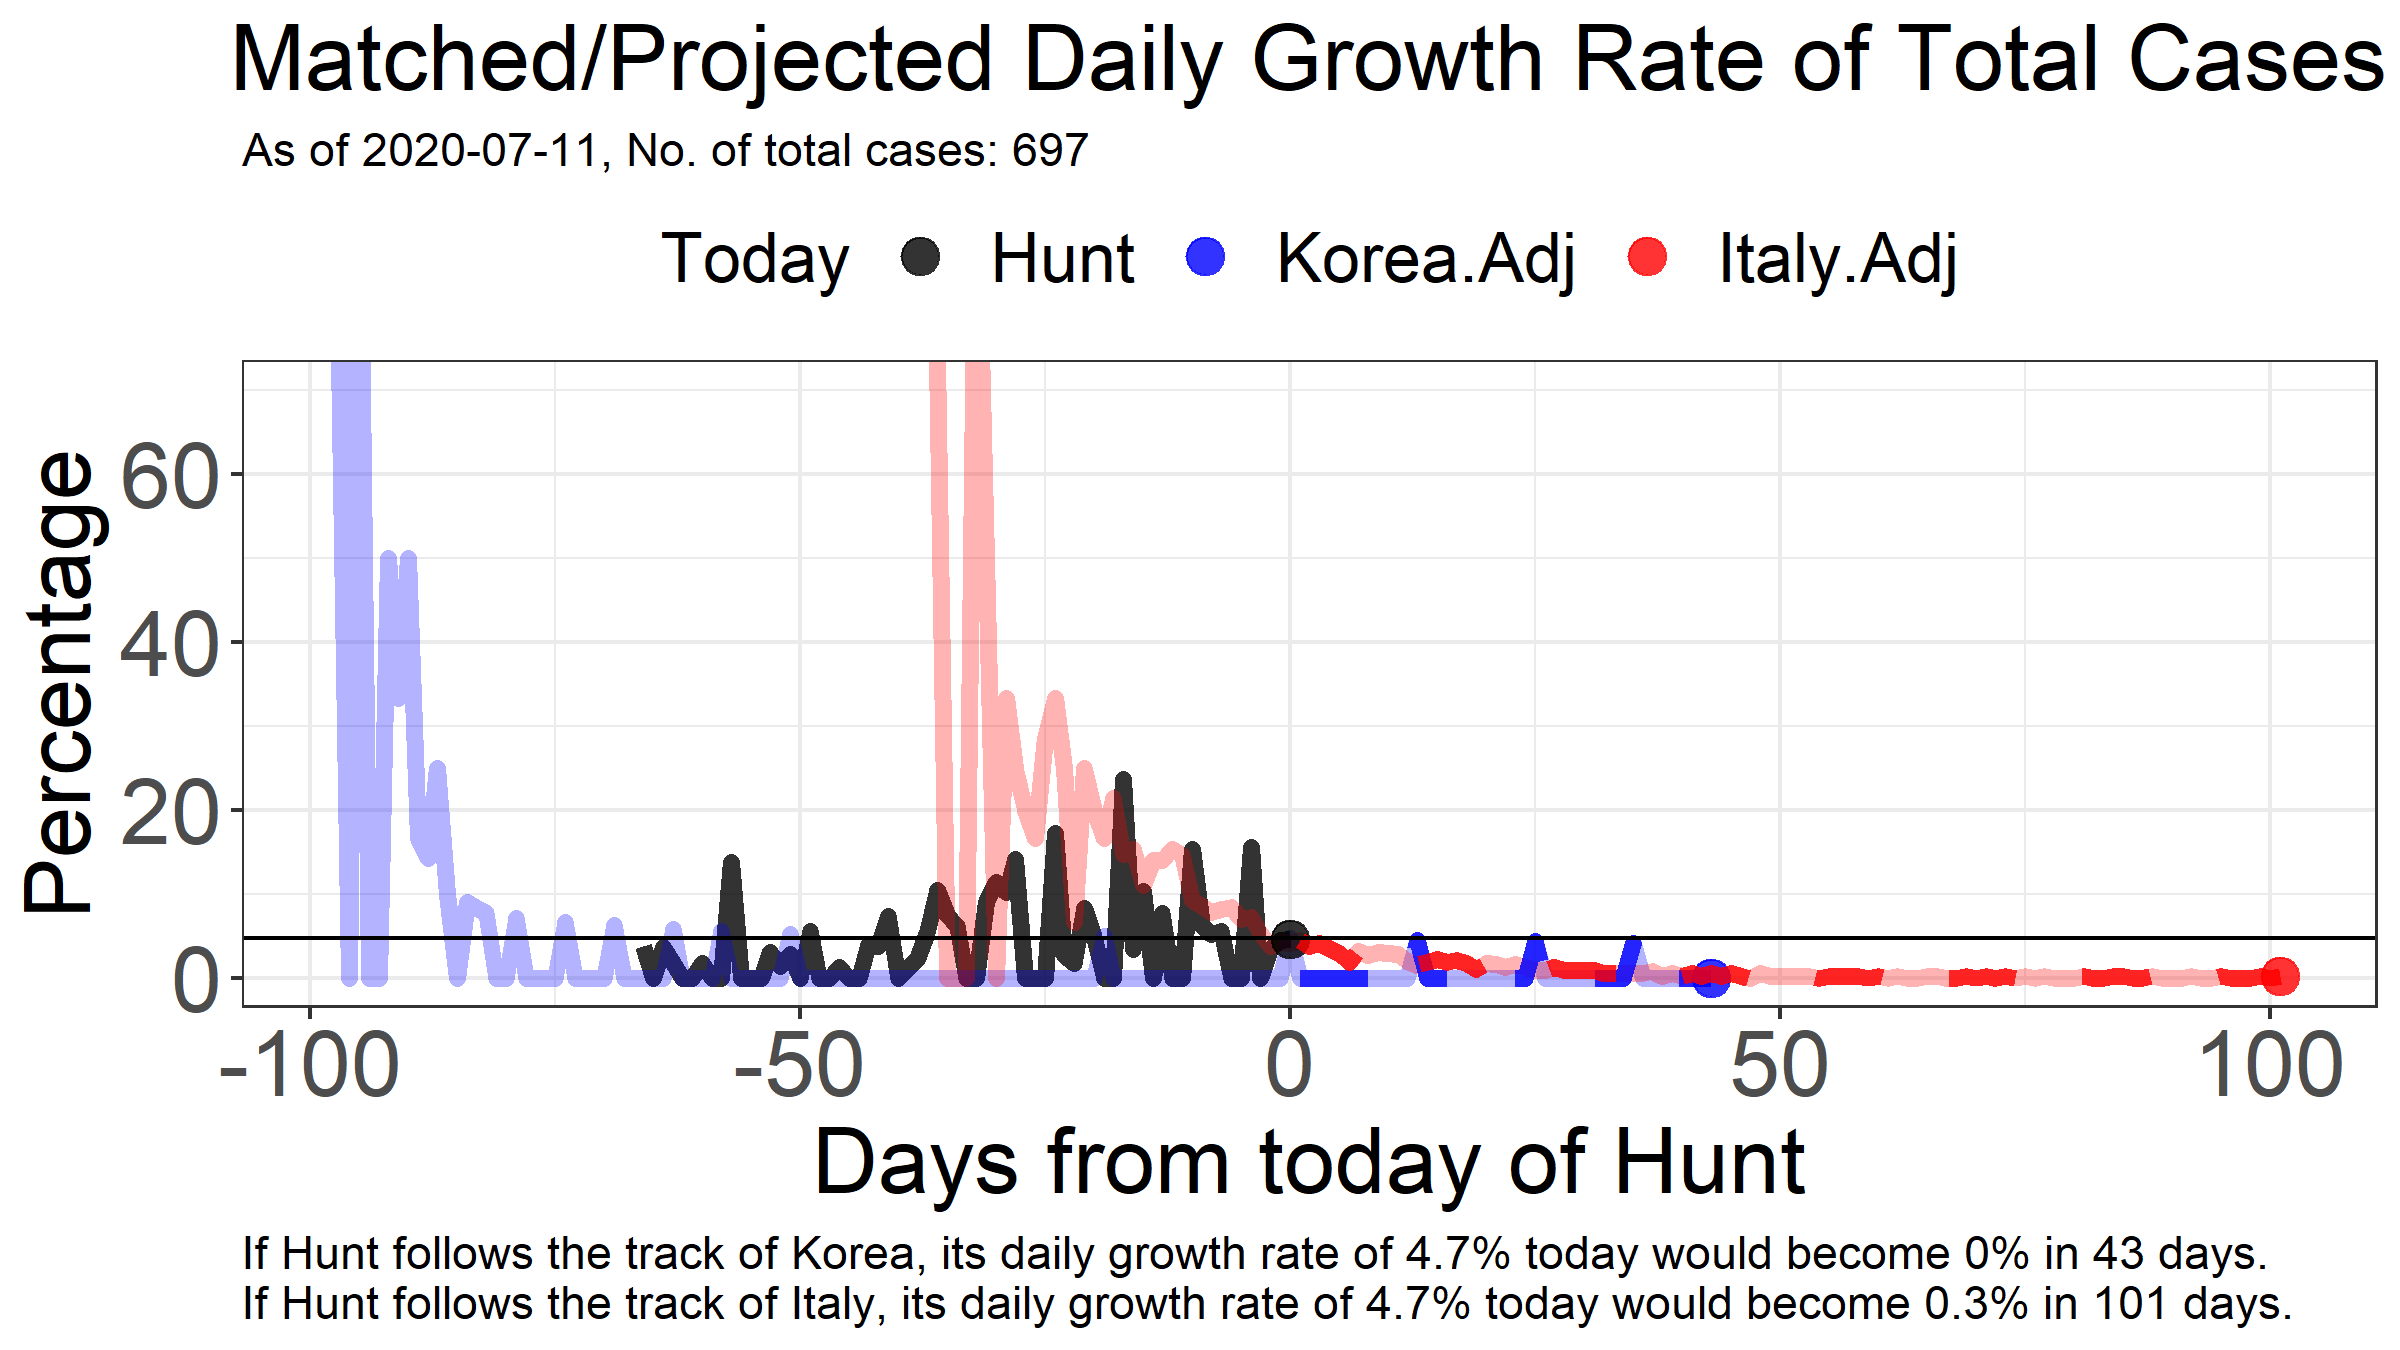 Matched/Projected Daily Growth Rate of Total Cases
As of 2020-07-11, No. of total cases: 697
Today Hunt Korea.Adj Italy.Adj
Percentage
60
40
20
0
-100 -50 0 50 100
Days from today of Hunt
If Hunt follows the track of Korea, its daily growth rate of 4.7% today would become 0% in 43 days.
If Hunt follows the track of Italy, its daily growth rate of 4.7% today would become 0.3% in 101 days.